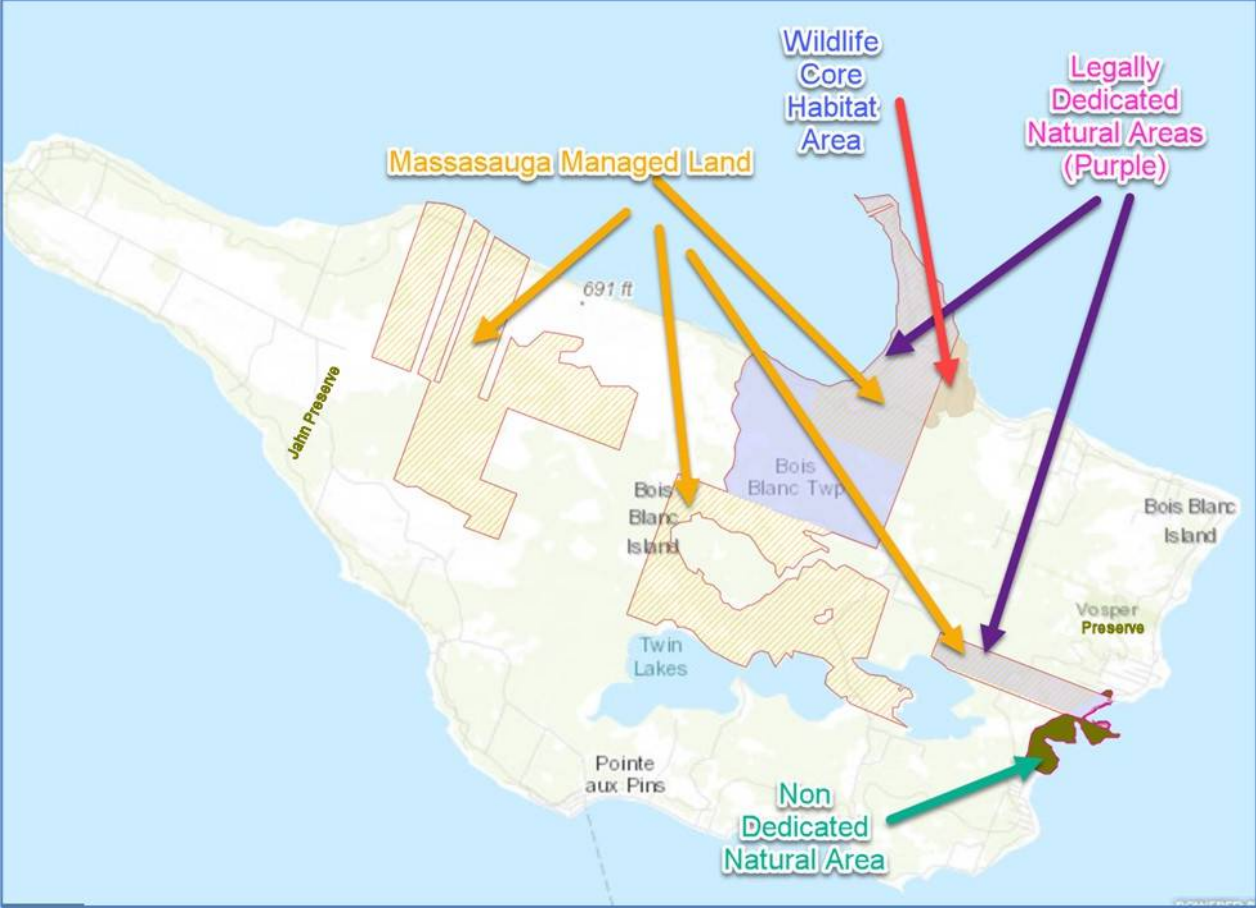 Wildlife
Core
Habitat
Area
Legally
Dedicated
Natural Areas
(Purple)
Massasauga Managed Land
691 ft
Jahn Preserve
Bois
Blanc Twp
Bois
Blanc
Island
Bois Blanc
Island
Vosper
Preserve
Twin
Lakes
Pointe
aux Pins
Non
Dedicated
Natural Area